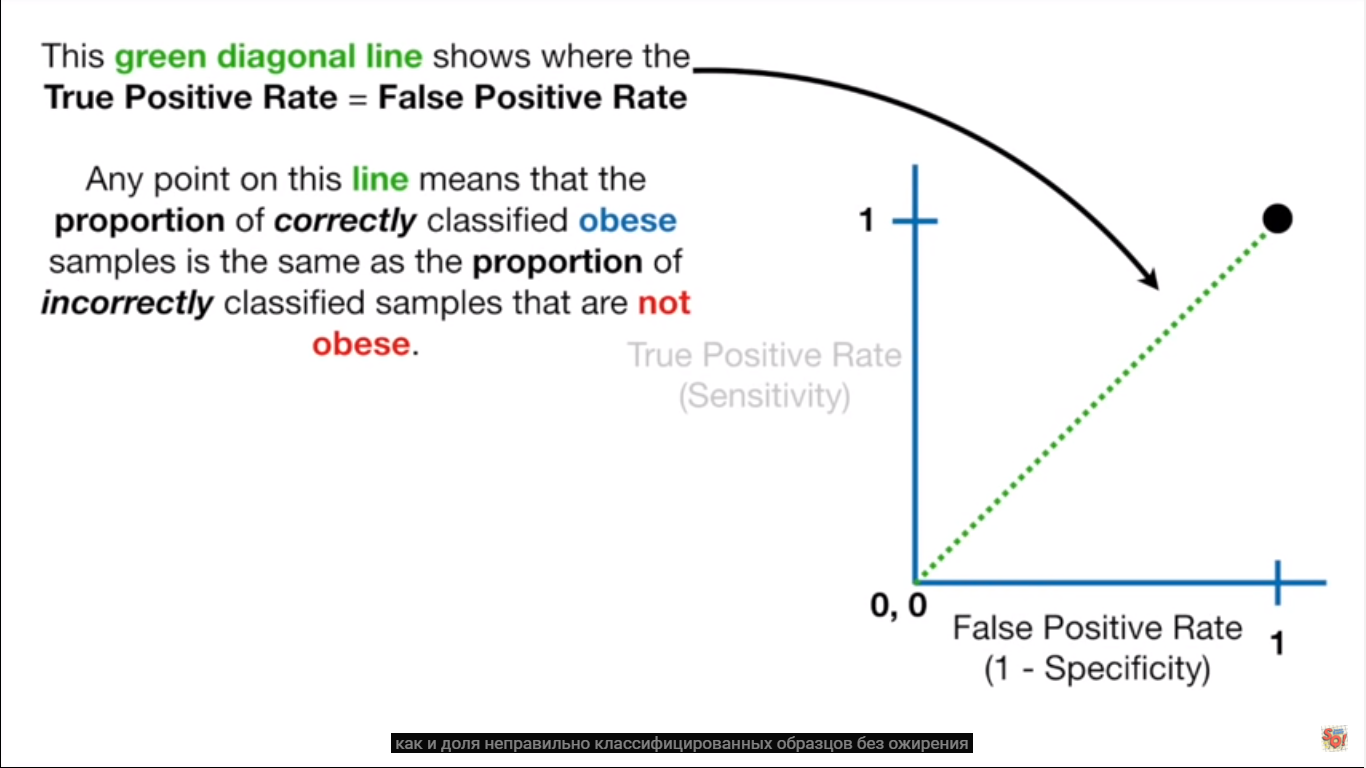 This green diagonal line shows where the
True Positive Rate = False Positive Rate
Any point on this line means that the
proportion of correctly classified obese
samples is the same as the proportion of
incorrectly classified samples that are not
obese.
1
True Positive Rate
(Sensitivity)
0, 0
False Positive Rate
(1 - Specificity)
1
как и доля неправильно классифицированных образцов без ожирения
SQ!